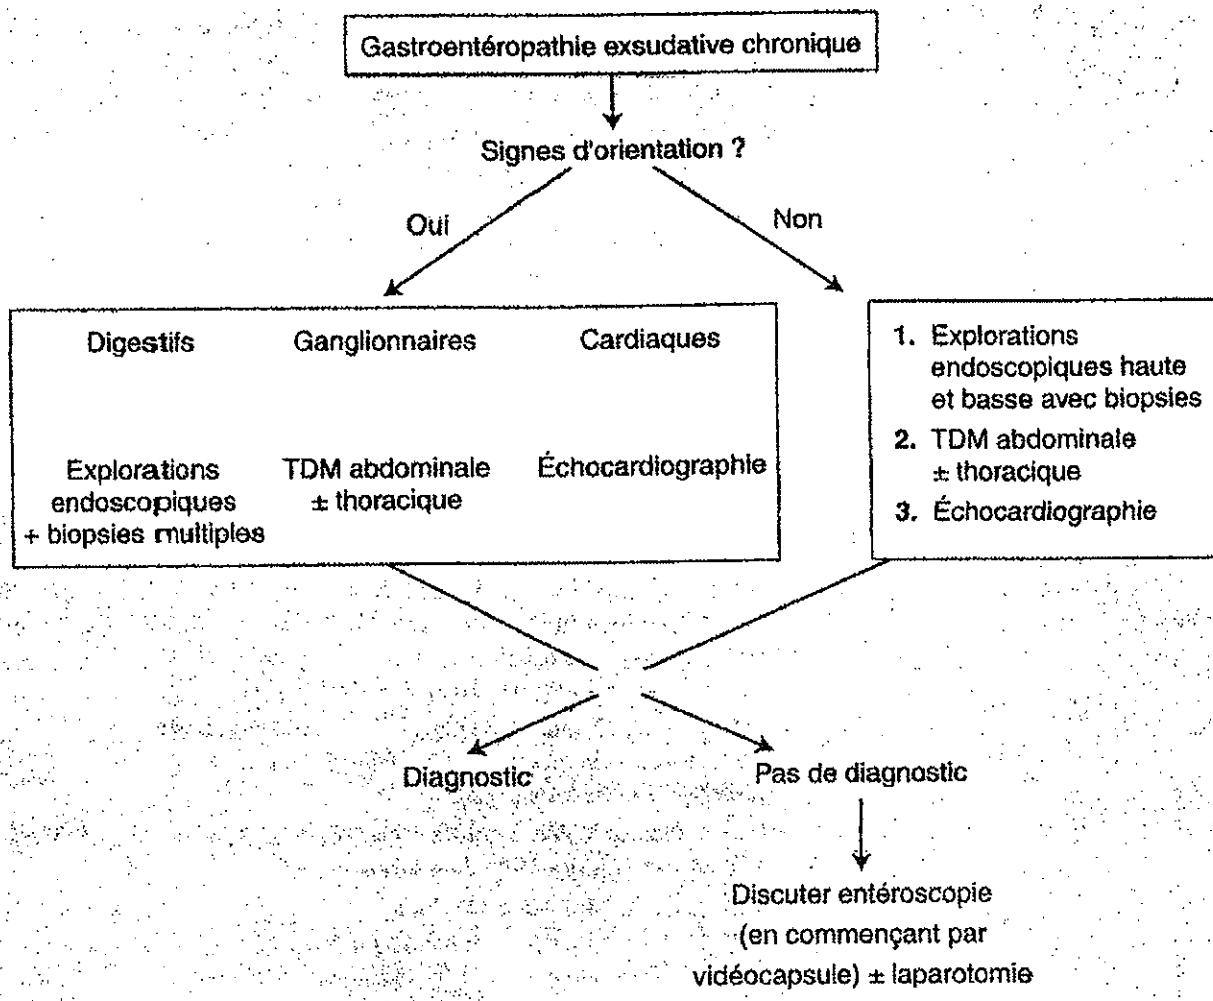 Gastroentéropathie exsudative chronique
Signes d'orientation ?
Oui
Non
Digestifs
Ganglionnaires
Cardiaques
Explorations
endoscopiques
+ biopsies multiples
TDM abdominale
± thoracique
Échocardiographie
1. Explorations
endoscopiques haute
et basse avec biopsies
2. TDM abdominale
± thoracique
3. Échocardiographie
Diagnostic
Pas de diagnostic
Discuter entéroscopie
(en commençant par
vidéocapsule) ± laparotomie